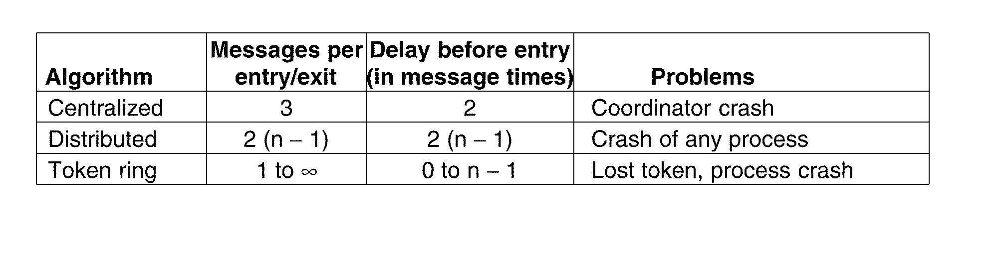 Algorithm Messages per entry/exit Delay before entry (in message times) Problems
Centralized 3 2 Coordinator crash
Distributed 2 (n – 1) 2 (n – 1) Crash of any process
Token ring 1 to ∞ 0 to n – 1 Lost token, process crash